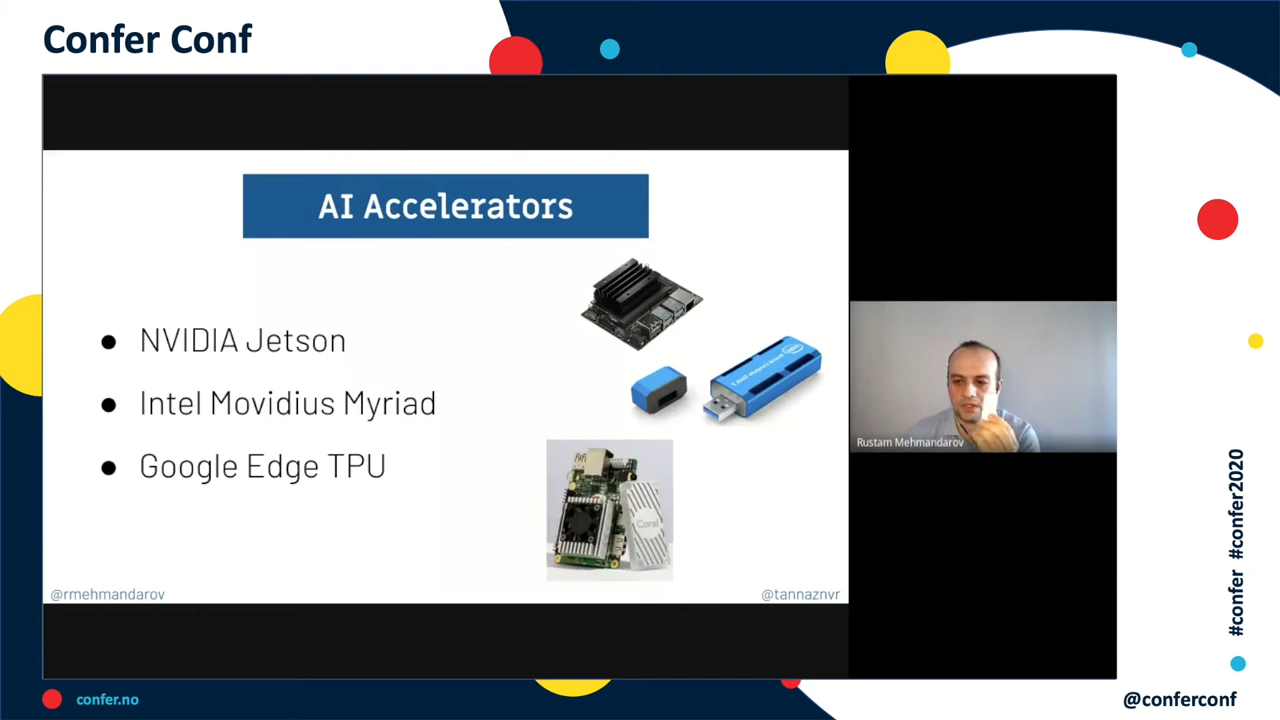 Confer Conf
AI Accelerators
NVIDIA Jetson
Intel Movidius Myriad
Google Edge TPU
Coral
@rmehmandarov
@tannaznvr
Rustam Mehmandarov
#confer #confer2020
confer.no
@conferconf